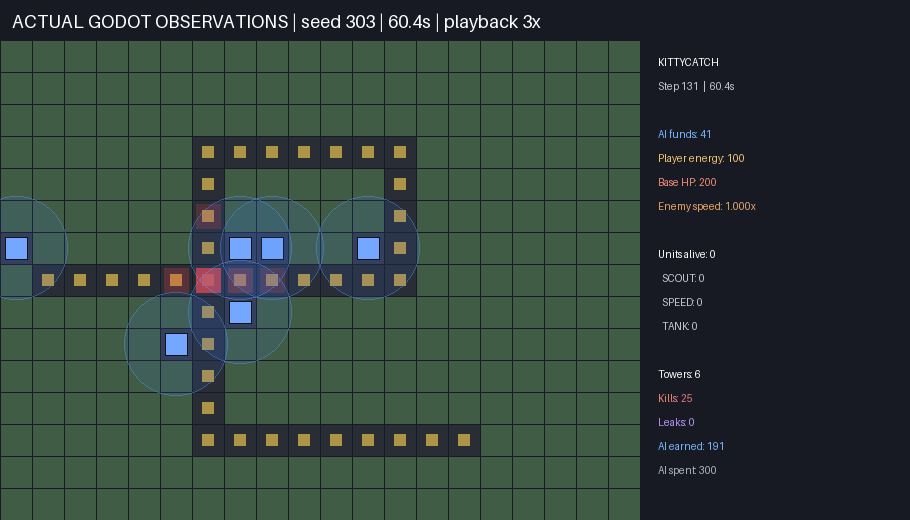 ACTUAL GODOT OBSERVATIONS | seed 303 | 60.4s | playback 3x
KITTYCATCH
Step 131 | 60.4s
AI funds: 41
Player energy: 100
Base HP: 200
Enemy speed: 1.000x
Units alive: 0
SCOUT: 0
SPEED: 0
TANK: 0
Towers: 6
Kills: 25
Leaks: 0
AI earned: 191
AI spent: 300